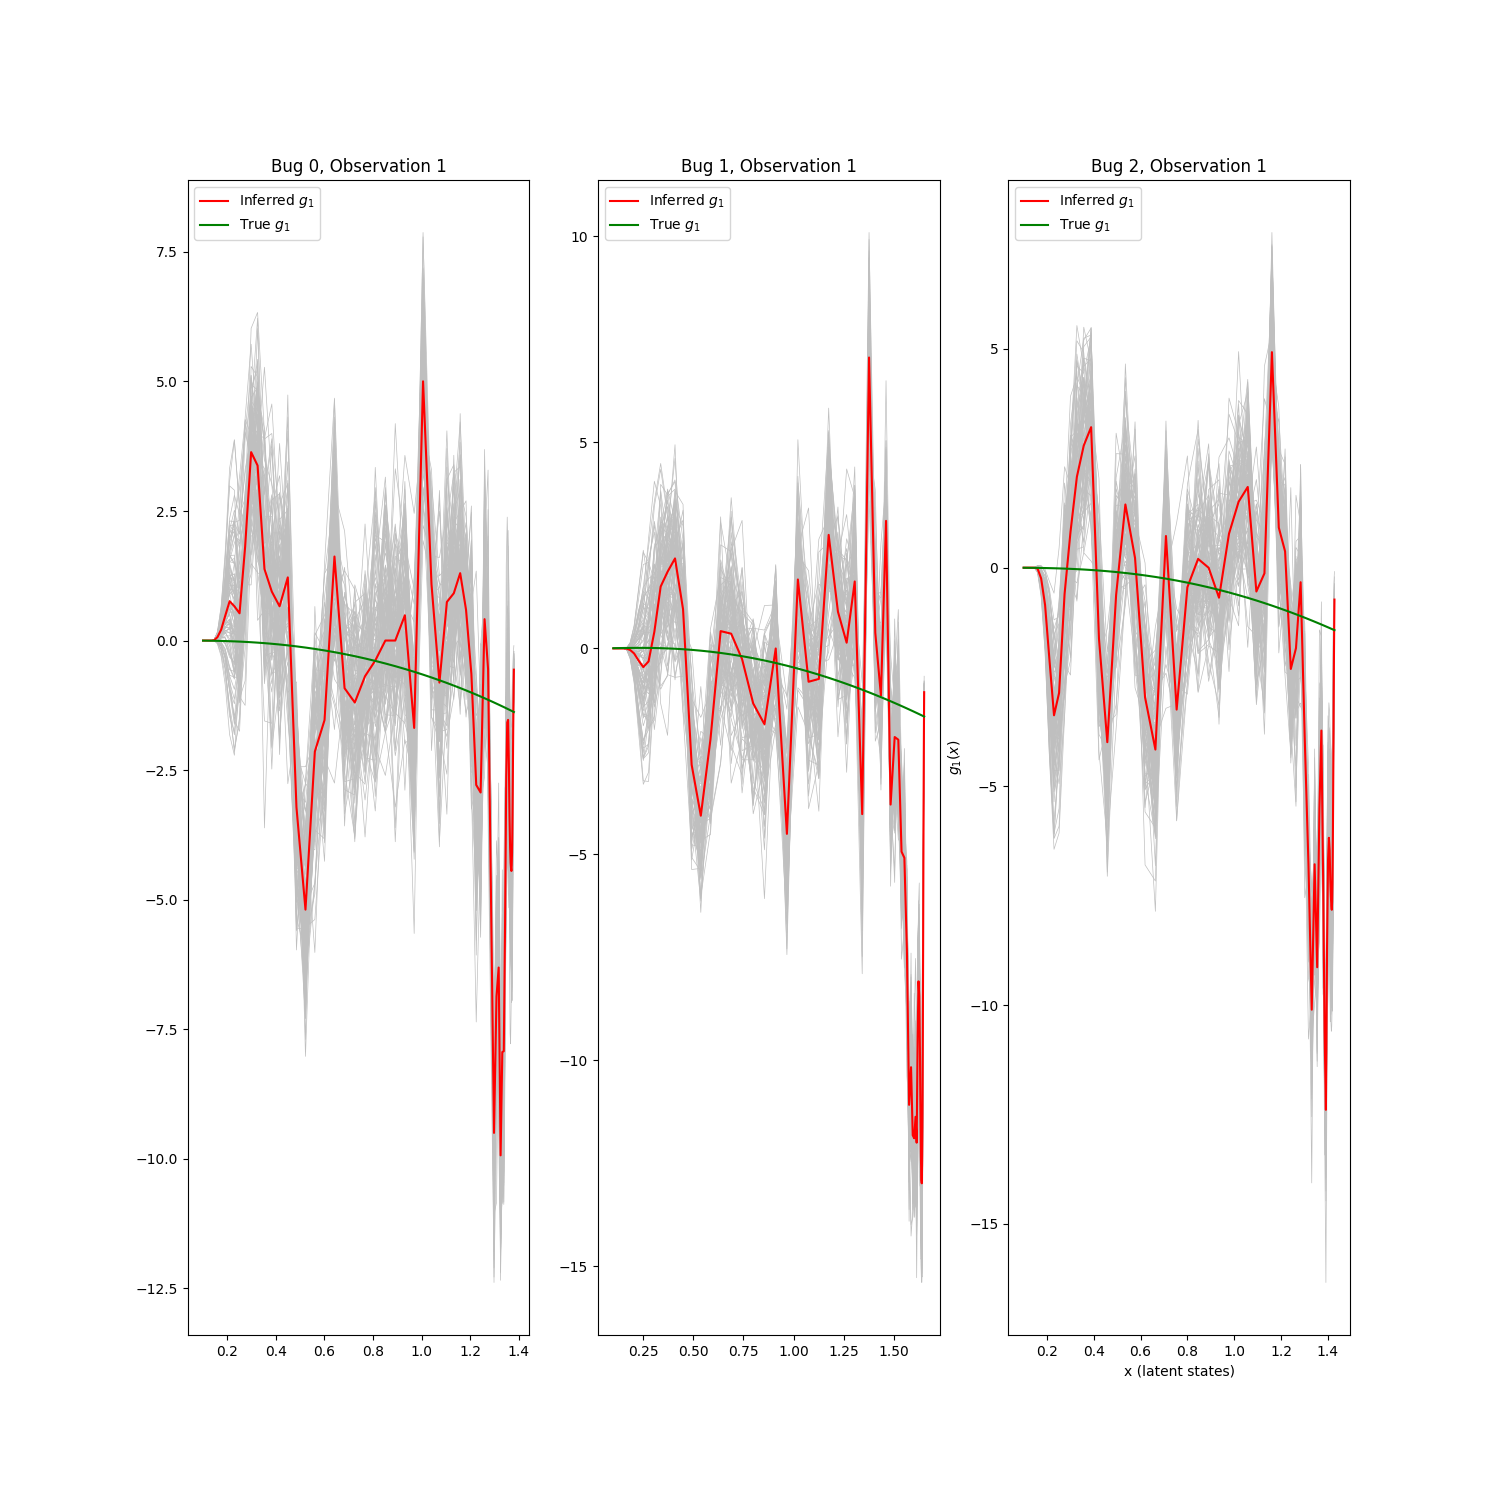 Bug 0, Observation 1
Inferred g₁
True g₁
7.5
5.0
2.5
0.0
−2.5
−5.0
−7.5
−10.0
−12.5
0.2 0.4 0.6 0.8 1.0 1.2 1.4
Bug 1, Observation 1
Inferred g₁
True g₁
10
5
0
−5
−10
−15
0.25 0.50 0.75 1.00 1.25 1.50
Bug 2, Observation 1
Inferred g₁
True g₁
g₁(x)
5
0
−5
−10
−15
0.2 0.4 0.6 0.8 1.0 1.2 1.4
x (latent states)